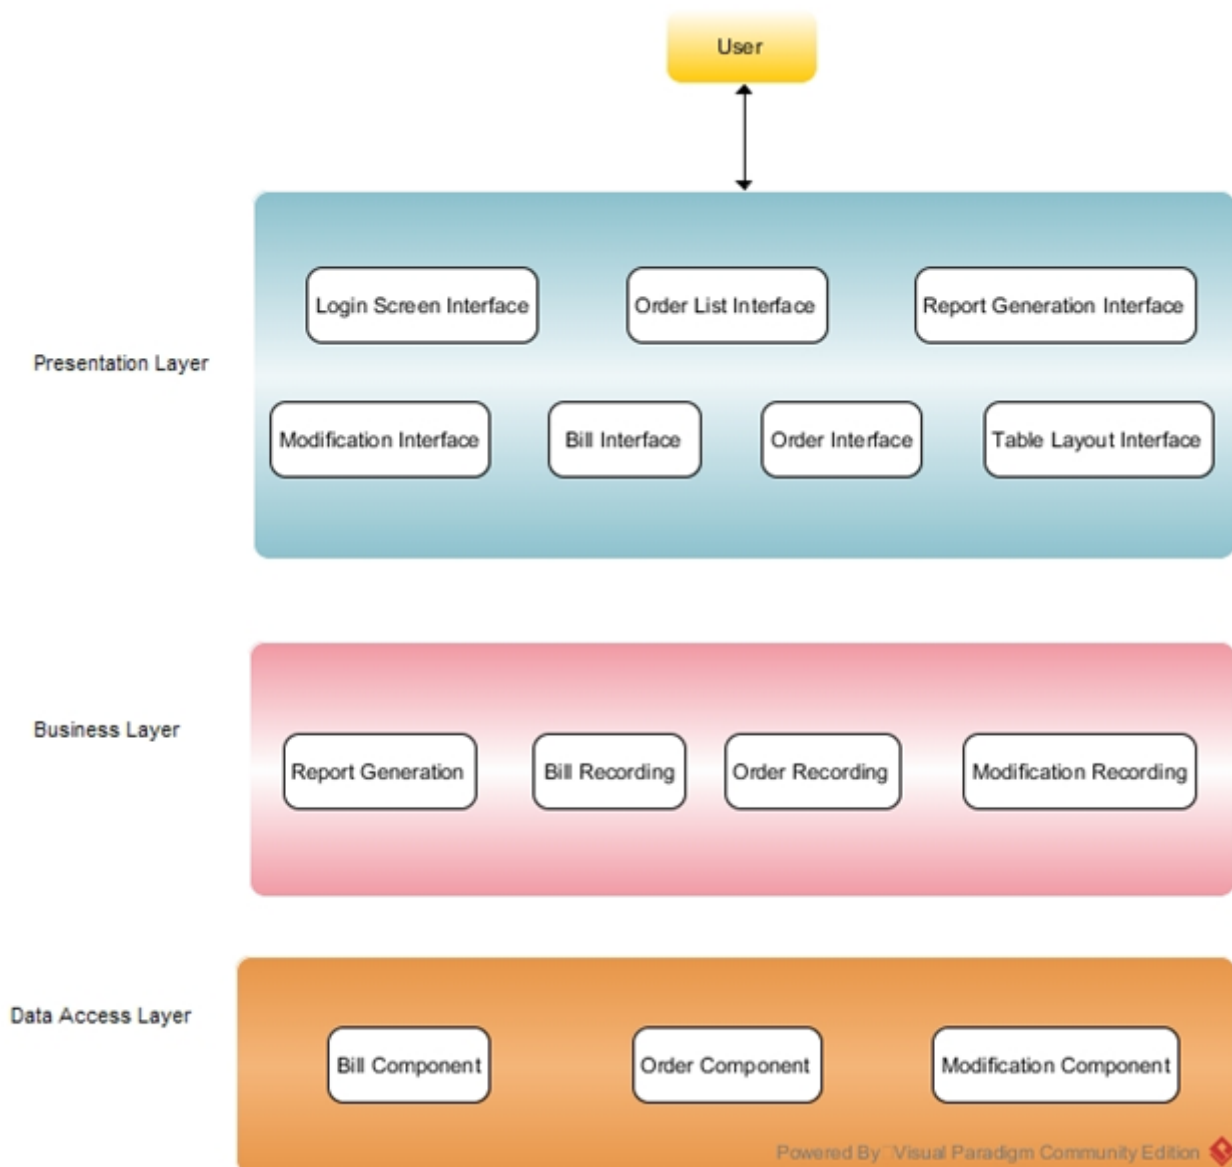 User
Login Screen Interface
Order List Interface
Report Generation Interface
Presentation Layer
Modification Interface
Bill Interface
Order Interface
Table Layout Interface
Business Layer
Report Generation
Bill Recording
Order Recording
Modification Recording
Data Access Layer
Bill Component
Order Component
Modification Component
Powered By Visual Paradigm Community Edition